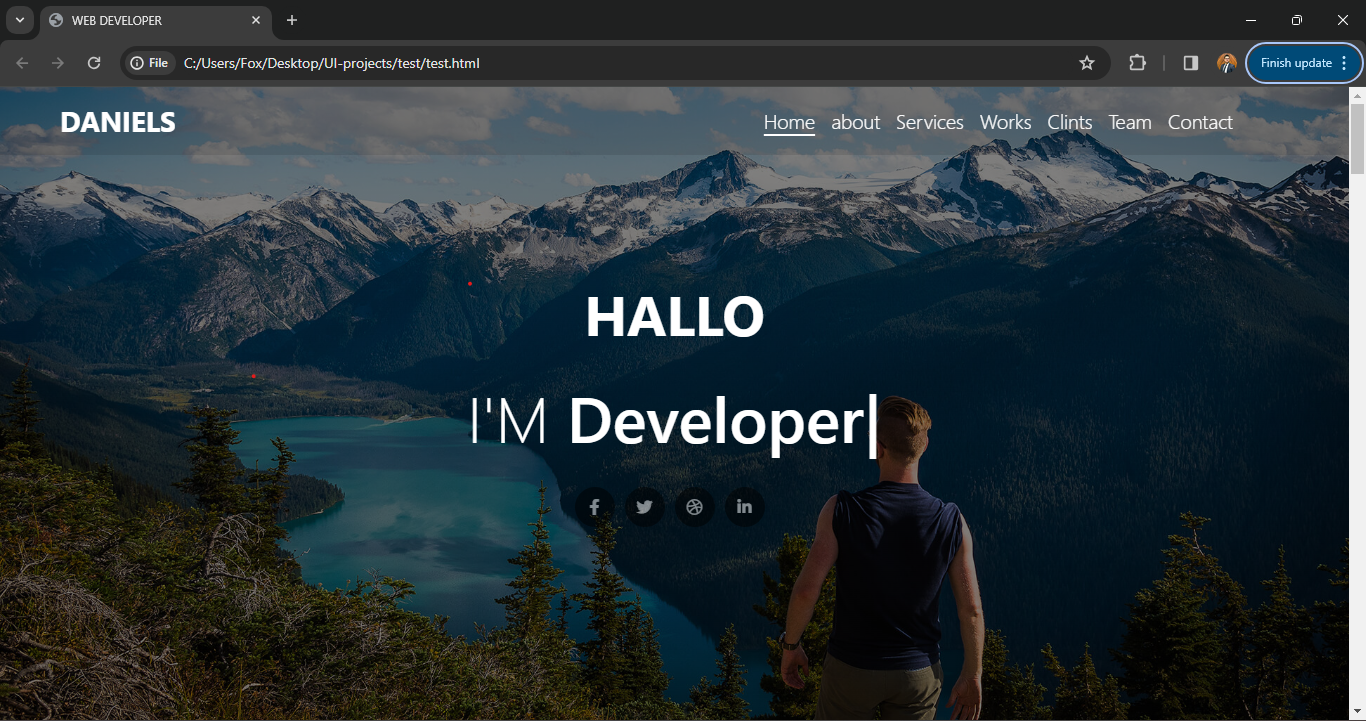 WEB DEVELOPER
File C:/Users/Fox/Desktop/UI-projects/test/test.html Finish update
DANIELS Home about Services Works Clints Team Contact
HALLO
I'M Developer|